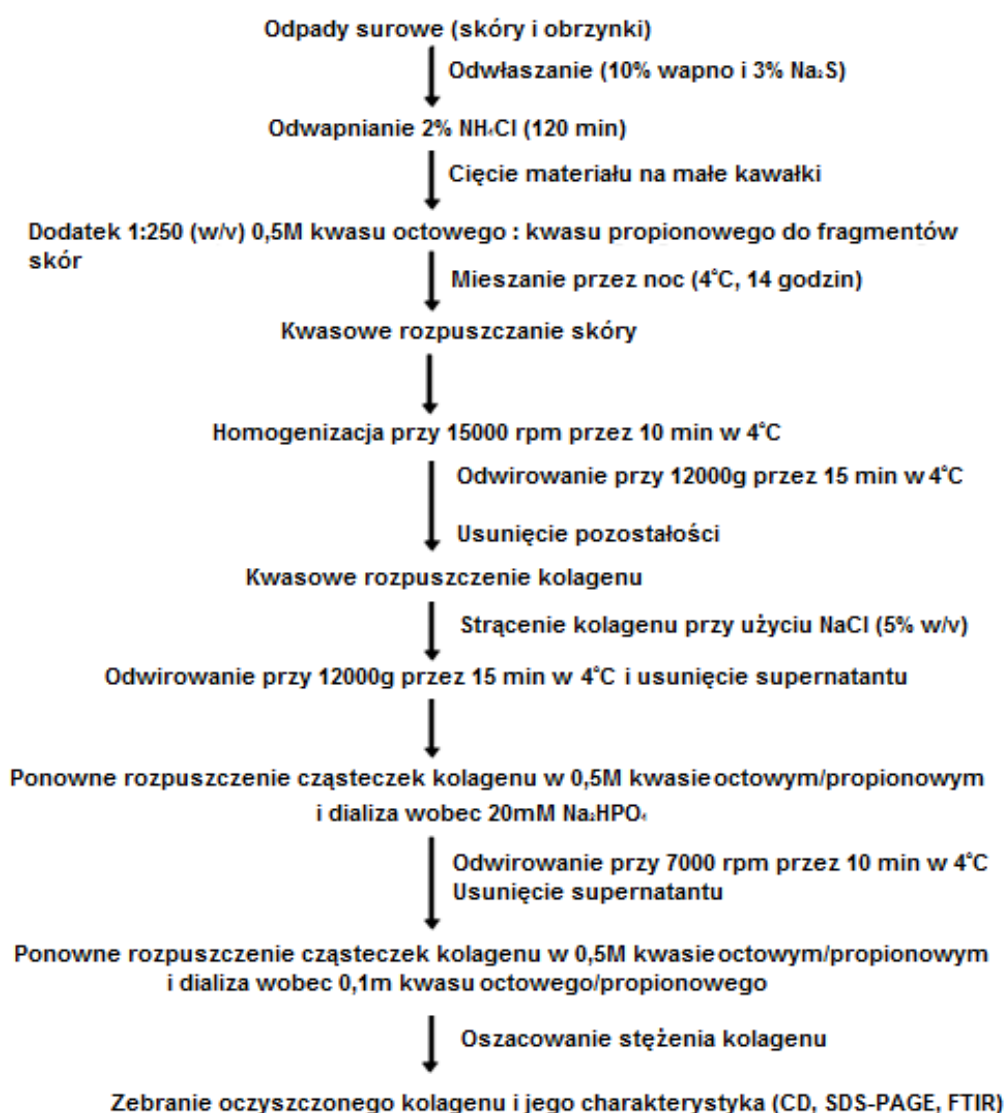 Odpady surowe (skóry i obrzynki)
Odwłaszanie (10% wapno i 3% Na₂S)
Odwapnianie 2% NH₄Cl (120 min)
Cięcie materiału na małe kawałki
Dodatek 1:250 (w/v) 0,5M kwasu octowego : kwasu propionowego do fragmentów
skór
Mieszanie przez noc (4°C, 14 godzin)
Kwasowe rozpuszczanie skóry
Homogenizacja przy 15000 rpm przez 10 min w 4°C
Odwirowanie przy 12000g przez 15 min w 4°C
Usunięcie pozostałości
Kwasowe rozpuszczenie kolagenu
Strącenie kolagenu przy użyciu NaCl (5% w/v)
Odwirowanie przy 12000g przez 15 min w 4°C i usunięcie supernatantu
Ponowne rozpuszczenie cząsteczek kolagenu w 0,5M kwasie octowym/propionowym
i dializa wobec 20mM Na₂HPO₄
Odwirowanie przy 7000 rpm przez 10 min w 4°C
Usunięcie supernatantu
Ponowne rozpuszczenie cząsteczek kolagenu w 0,5M kwasie octowym/propionowym
i dializa wobec 0,1m kwasu octowego/propionowego
Oszacowanie stężenia kolagenu
Zebranie oczyszczonego kolagenu i jego charakterystyka (CD, SDS-PAGE, FTIR)